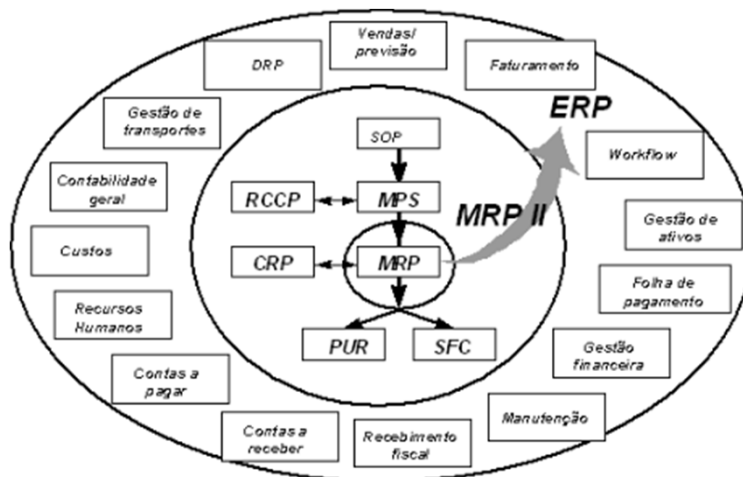 Vendas/
previsão
DRP
Faturamento
ERP
Gestão de
transportes
SOP
Workflow
Contabilidade
geral
RCCP
MPS
MRP II
Gestão de
ativos
Custos
CRP
MRP
Folha de
pagamento
Recursos
Humanos
PUR
SFC
Gestão
financeira
Contas a
pagar
Manutenção
Contas a
receber
Recebimento
fiscal